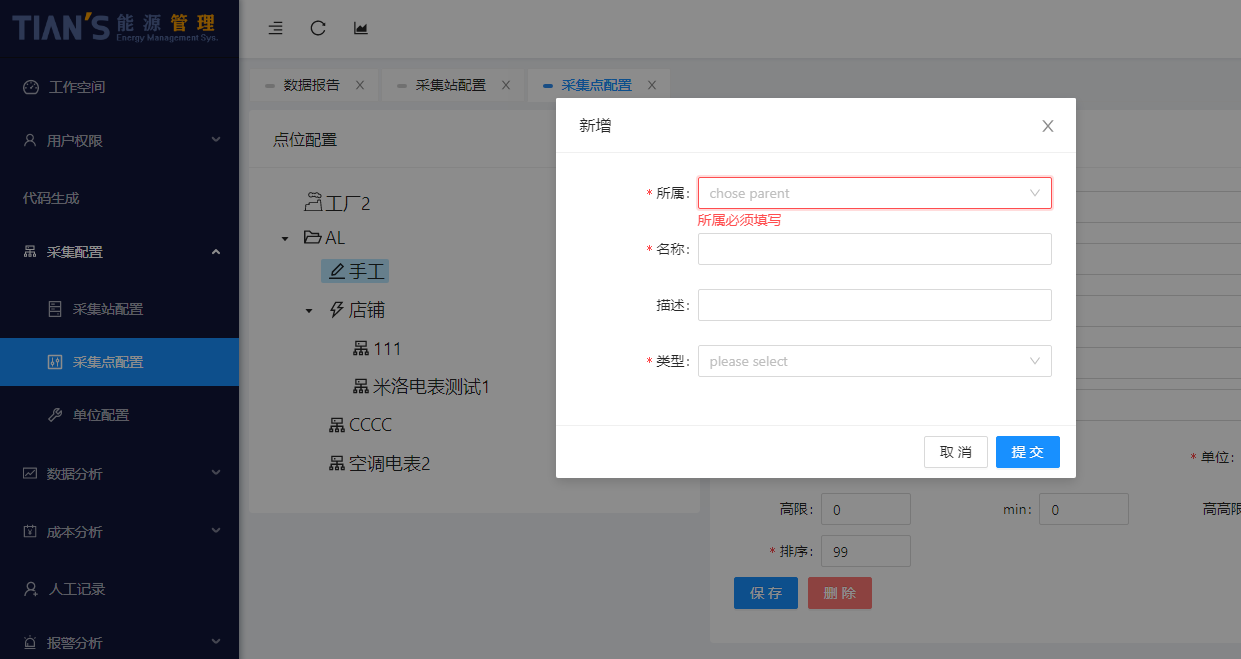 TIAN'S 能源管理
Energy Management Sys.
工作空间
用户权限
代码生成
采集配置
采集站配置
采集点配置
单位配置
数据分析
成本分析
人工记录
报警分析
数据报告
采集站配置
采集点配置
点位配置
工厂2
AL
手工
店铺
111
米洛电表测试1
CCCC
空调电表2
新增
* 所属: chose parent
所属必须填写
* 名称:
描述:
* 类型: please select
取 消 提 交
* 单位:
高限: 0 min: 0 高高限
* 排序: 99
保 存 删 除